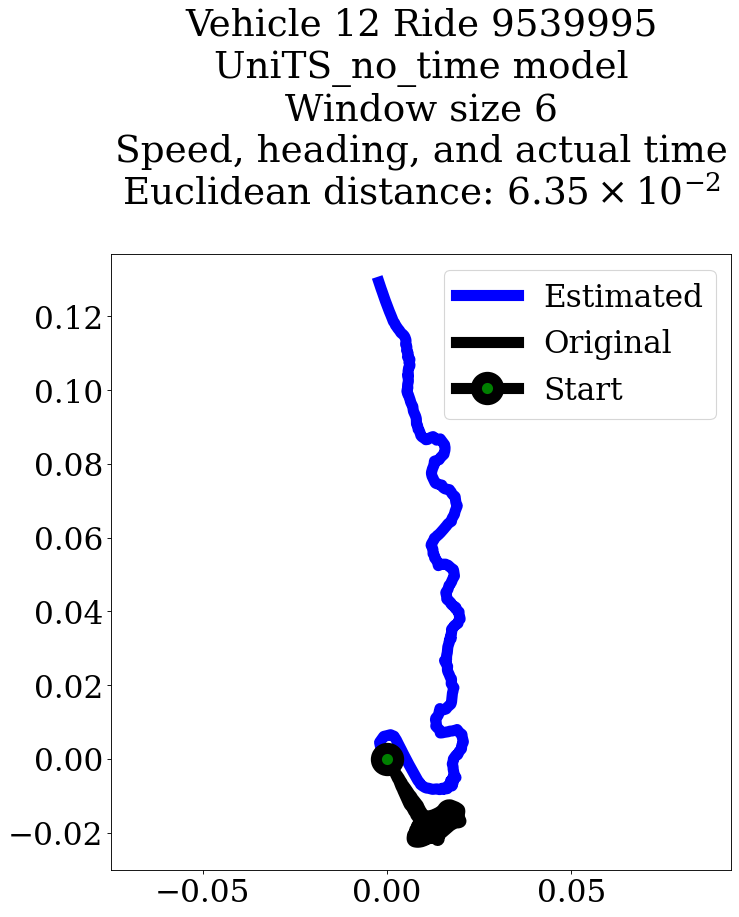 Vehicle 12 Ride 9539995
UniTS_no_time model
Window size 6
Speed, heading, and actual time
Euclidean distance: 6.35 × 10⁻²
Estimated
Original
Start
0.12
0.10
0.08
0.06
0.04
0.02
0.00
−0.02
−0.05 0.00 0.05